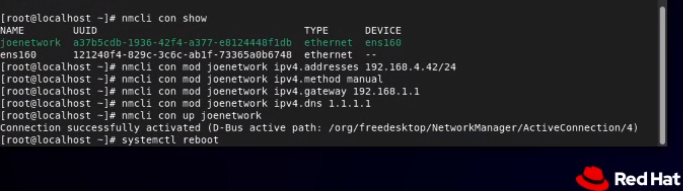 [root@localhost ~]# nmcli con show
NAME UUID TYPE DEVICE
joenetwork a37b5cdb-1936-42f4-a377-e8124448f1db ethernet ens160
ens160 121240f4-829c-3c6c-ab1f-73365a0b6748 ethernet --
[root@localhost ~]# nmcli con mod joenetwork ipv4.addresses 192.168.4.42/24
[root@localhost ~]# nmcli con mod joenetwork ipv4.method manual
[root@localhost ~]# nmcli con mod joenetwork ipv4.gateway 192.168.1.1
[root@localhost ~]# nmcli con mod joenetwork ipv4.dns 1.1.1.1
[root@localhost ~]# nmcli con up joenetwork
Connection successfully activated (D-Bus active path: /org/freedesktop/NetworkManager/ActiveConnection/4)
[root@localhost ~]# systemctl reboot
Red Hat